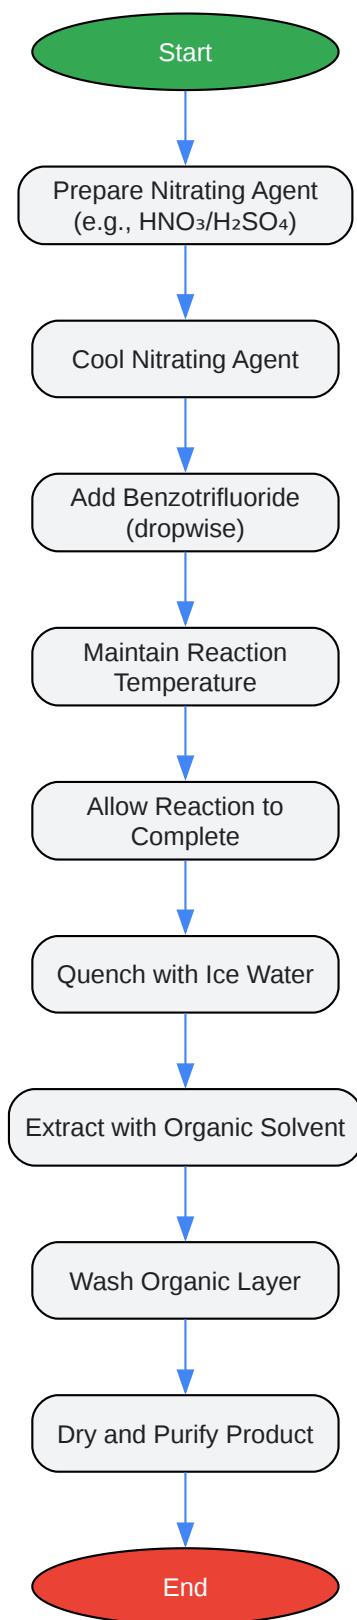 Start
Prepare Nitrating Agent
(e.g., HNO₃/H₂SO₄)
Cool Nitrating Agent
Add Benzotrifluoride
(dropwise)
Maintain Reaction
Temperature
Allow Reaction to
Complete
Quench with Ice Water
Extract with Organic Solvent
Wash Organic Layer
Dry and Purify Product
End